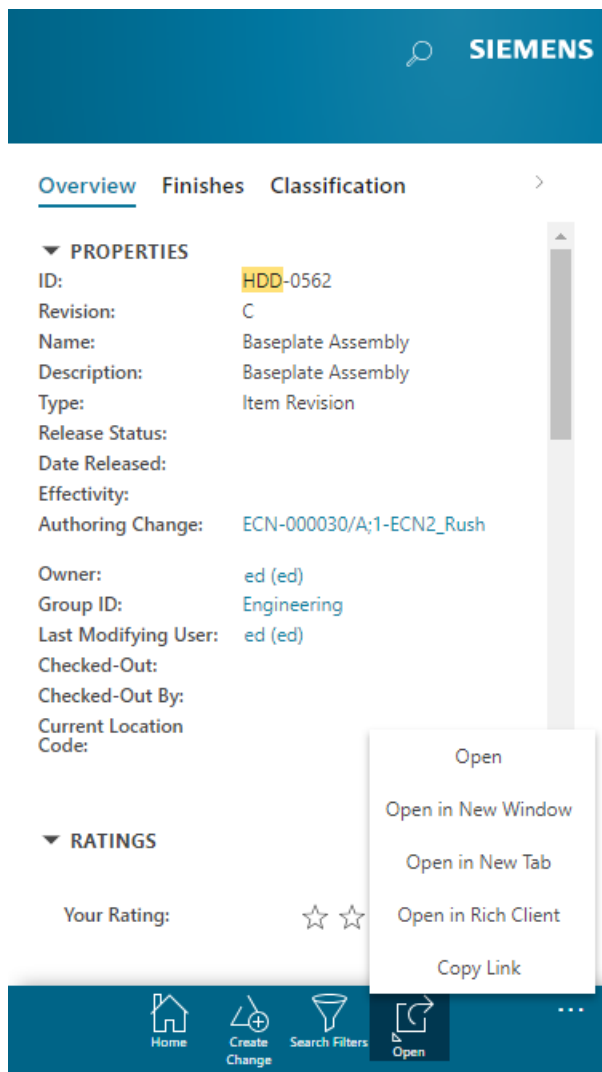 SIEMENS
Overview Finishes Classification
PROPERTIES
ID: HDD-0562
Revision: C
Name: Baseplate Assembly
Description: Baseplate Assembly
Type: Item Revision
Release Status:
Date Released:
Effectivity:
Authoring Change: ECN-000030/A;1-ECN2_Rush
Owner: ed (ed)
Group ID: Engineering
Last Modifying User: ed (ed)
Checked-Out:
Checked-Out By:
Current Location
Code:
Open
Open in New Window
RATINGS
Open in New Tab
Your Rating:
Open in Rich Client
Copy Link
Home
Create
Change
Search Filters
Open